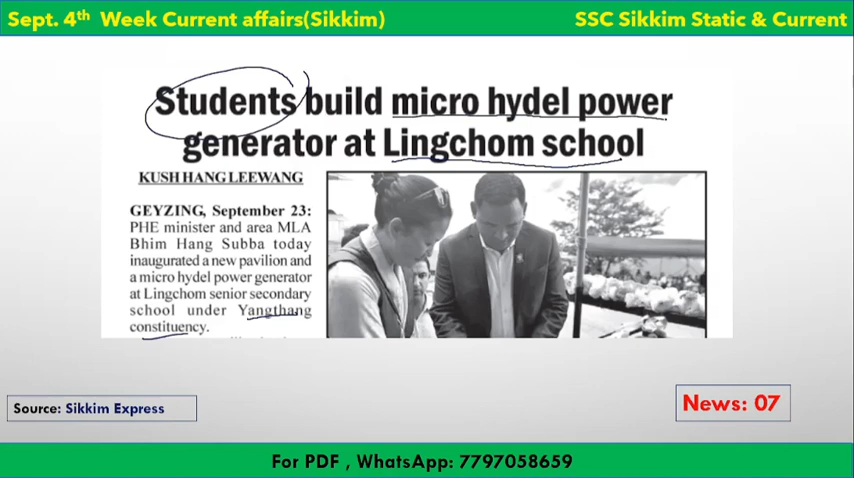 Sept. 4th Week Current affairs(Sikkim)
SSC Sikkim Static & Current
Students build micro hydel power
generator at Lingchom school
KUSH HANG LEEWANG
GEYZING, September 23:
PHE minister and area MLA
Bhim Hang Subba today
inaugurated a new pavilion and
a micro hydel power generator
at Lingchom senior secondary
school under Yangthang
constituency.
Source: Sikkim Express
News: 07
For PDF , WhatsApp: 7797058659